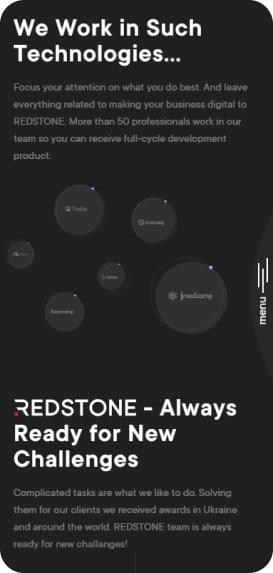 We Work in Such
Technologies...
Focus your attention on what you do best. And leave
everything related to making your business digital to
REDSTONE. More than 50 professionals work in our
team so you can receive full-cycle development
product.
Trello
GoDaddy
Basecamp
freedcamp
menu
REDSTONE - Always
Ready for New
Challenges
Complicated tasks are what we like to do. Solving
them for our clients we received awards in Ukraine
and around the world. REDSTONE team is always
ready for new challanges!